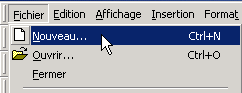 Fichier Edition Affichage Insertion Format
Nouveau... Ctrl+N
Ouvrir... Ctrl+O
Fermer